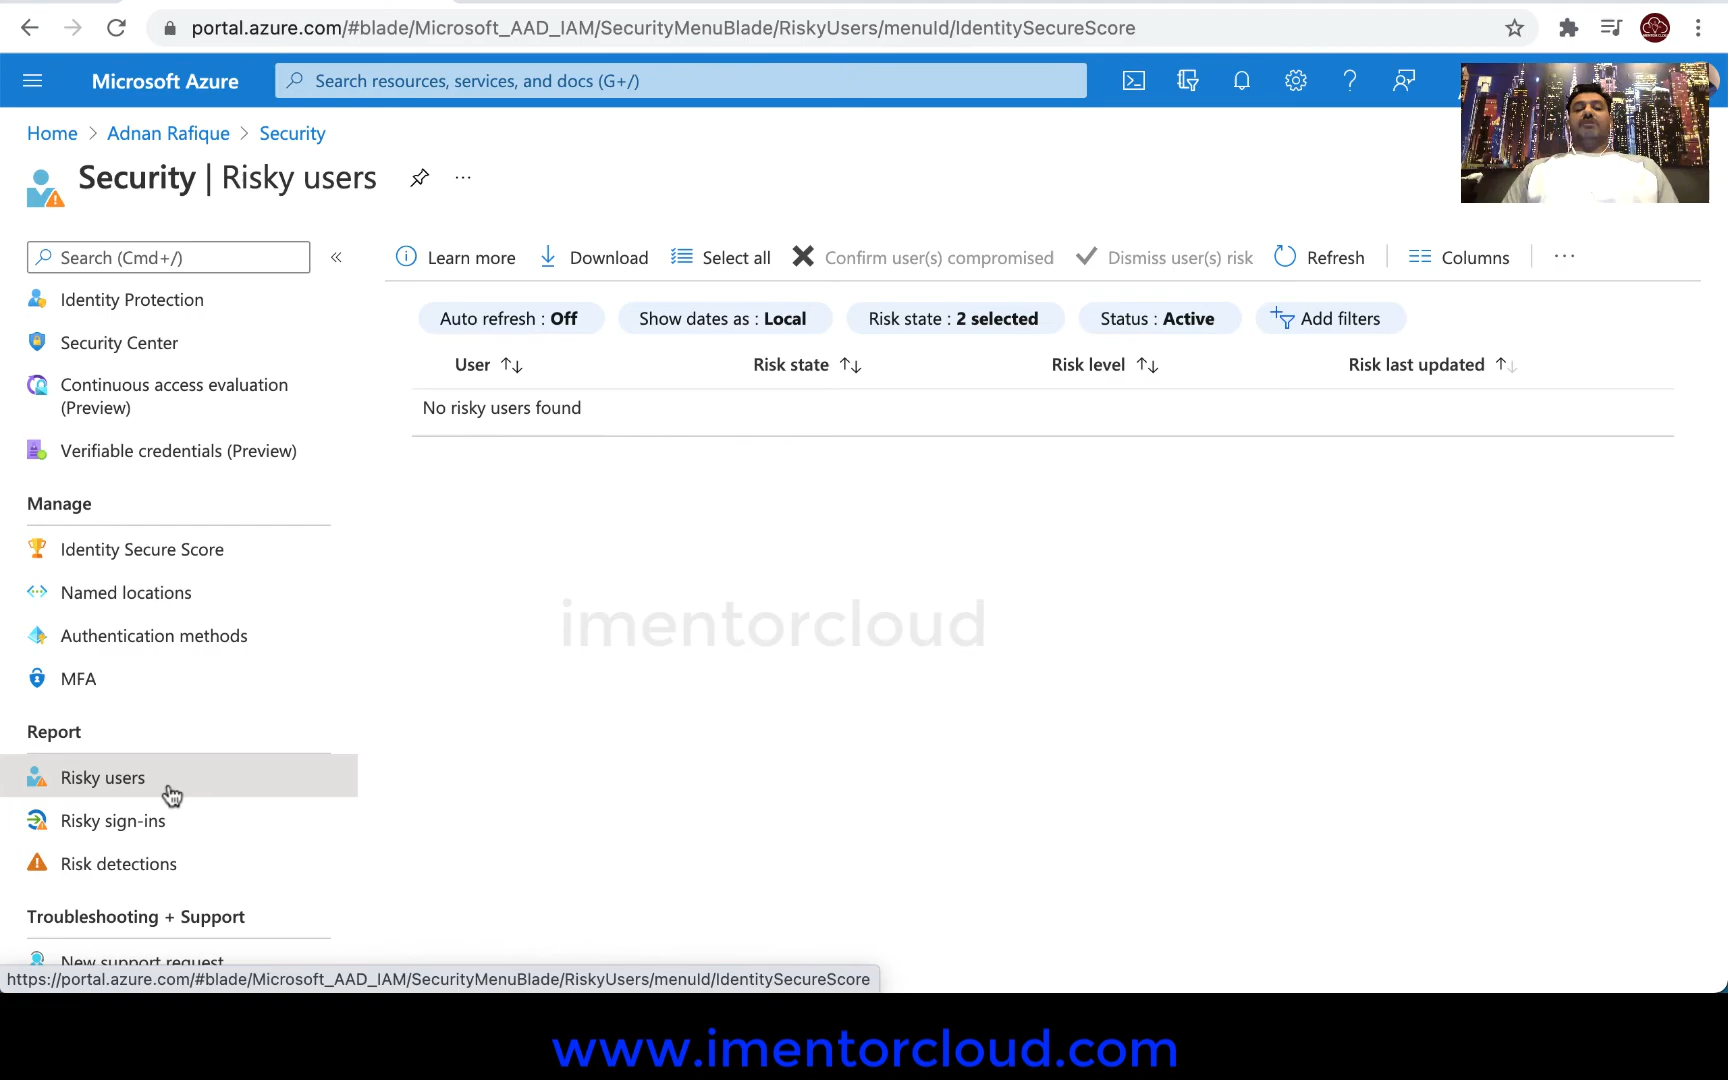 portal.azure.com/#blade/Microsoft_AAD_IAM/SecurityMenuBlade/RiskyUsers/menuId/IdentitySecureScore
Microsoft Azure
Search resources, services, and docs (G+/)
Home > Adnan Rafique > Security
Security | Risky users
Search (Cmd+/)
Learn more
Download
Select all
Confirm user(s) compromised
Dismiss user(s) risk
Refresh
Columns
Identity Protection
Security Center
Continuous access evaluation
(Preview)
Verifiable credentials (Preview)
Manage
Identity Secure Score
Named locations
Authentication methods
MFA
Report
Risky users
Risky sign-ins
Risk detections
Troubleshooting + Support
New support request
Auto refresh : Off
Show dates as : Local
Risk state : 2 selected
Status : Active
Add filters
User
Risk state
Risk level
Risk last updated
No risky users found
imentorcloud
https://portal.azure.com/#blade/Microsoft_AAD_IAM/SecurityMenuBlade/RiskyUsers/menuId/IdentitySecureScore
www.imentorcloud.com